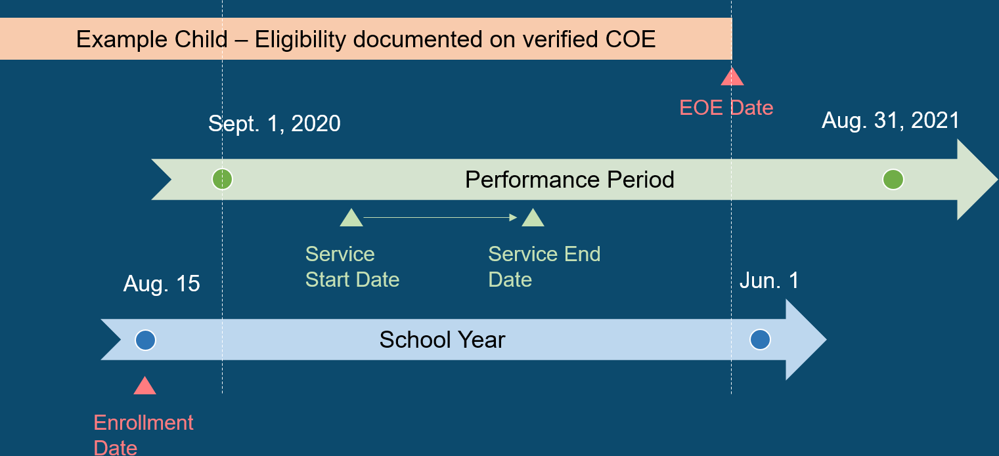 Example Child – Eligibility documented on verified COE
EOE Date
Sept. 1, 2020
Aug. 31, 2021
Performance Period
Service
Start Date
Service End
Date
Aug. 15
Jun. 1
School Year
Enrollment
Date